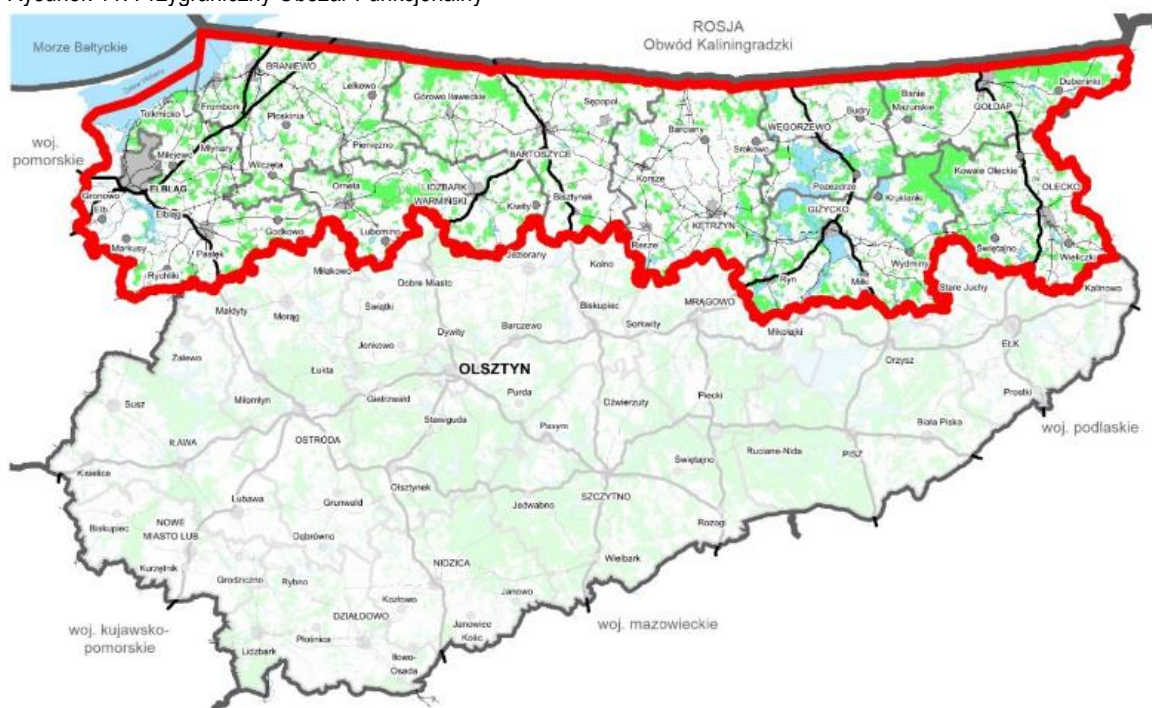 Przygraniczny Obszar Funkcjonalny
ROSJA
Obwód Kaliningradzki
Morze Bałtyckie
BRANIEWO
Lelkowo
Górowo Iławeckie
Sępopol
Dubeninki
Banie
Mazurskie
GOŁDAP
Frombork
Tolkmicko
Płoskinia
Barciany
WĘGORZEWO
Budry
woj.
pomorskie
Milejewo
Młynary
Pieniężno
Wilczęta
BARTOSZYCE
Srokowo
Korsze
Kowale Oleckie
OLECKO
ELBLĄG
Gronowo
Elb.
Elbląg
Orneta
LIDZBARK
WARMIŃSKI
Kiwity
Bisztynek
Pozezdrze
Kruklanki
GIŻYCKO
KĘTRZYN
Markusy
Pasłęk
Godkowo
Lubomino
Reszel
Świętajno
Wieliczki
Rychliki
Miłakowo
Jeziorany
Kolno
Ryn
Miłki
Wydminy
Stare Juchy
Kalinowo
Dobre Miasto
Świątki
Biskupiec
MRĄGOWO
Małdyty
Morąg
Dywity
Barczewo
Sorkwity
Mikołajki
EŁK
Zalewo
Jonkowo
Orzysz
Łukta
OLSZTYN
Gietrzwałd
Purda
Dźwierzuty
Piecki
Prostki
Susz
Miłomłyn
Stawiguda
Pasym
Biała Piska
woj. podlaskie
IŁAWA
OSTRÓDA
Świętajno
Ruciane-Nida
PISZ
Kisielice
Olsztynek
SZCZYTNO
Lubawa
Grunwald
Jedwabno
Biskupiec
NOWE
MIASTO LUB.
Dąbrówno
Rozogi
Kurzętnik
NIDZICA
Wielbark
Grodziczno
Rybno
Janowo
Kozłowo
DZIAŁDOWO
woj. kujawsko-
pomorskie
Płośnica
Janowiec
Kośc.
woj. mazowieckie
Lidzbark
Iłowo-
Osada